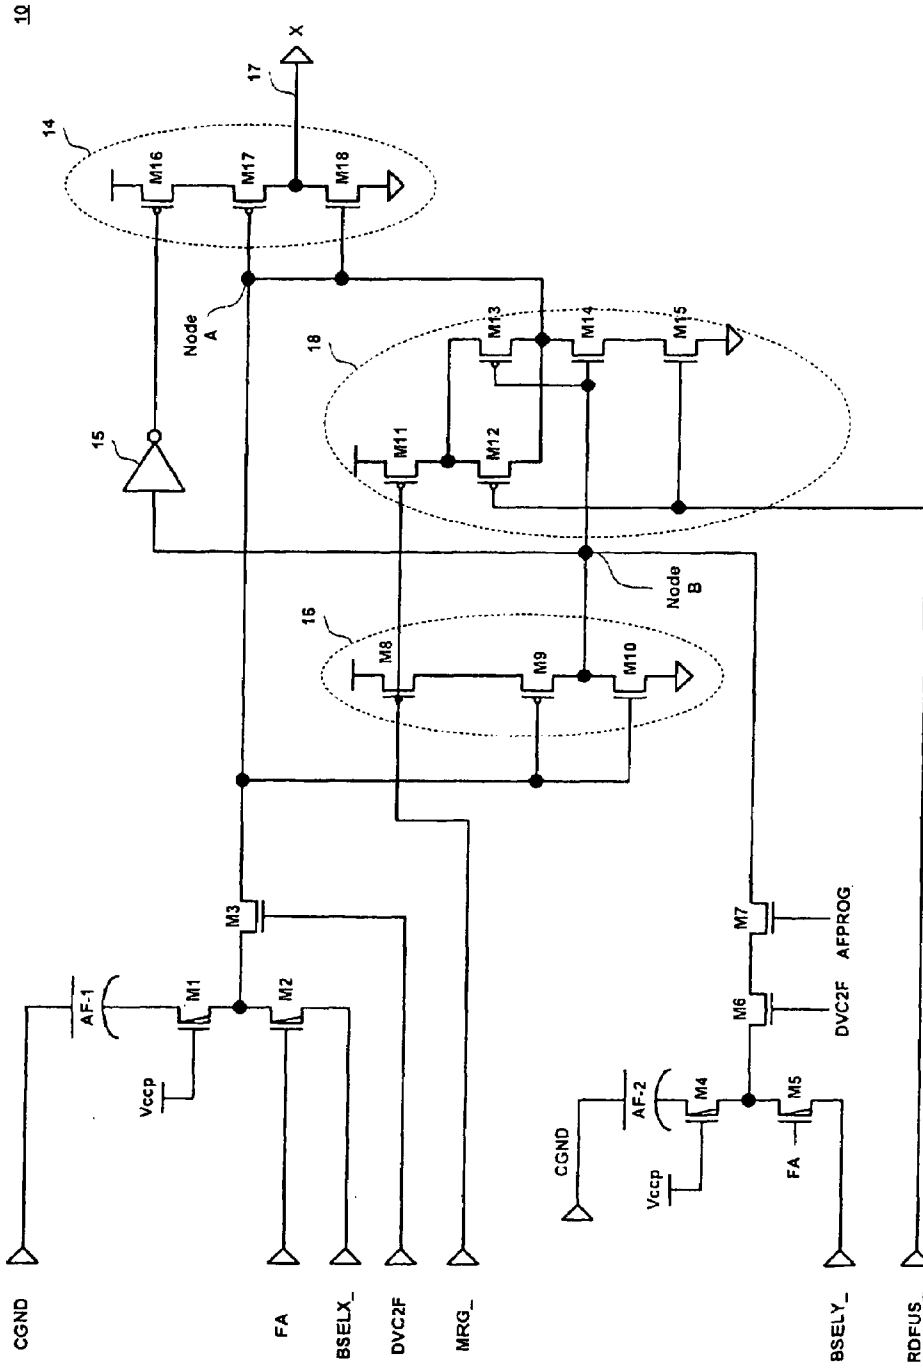 10
14
17
X
M16
M17
M18
Node
A
15
18
M13
M14
M15
M11
M12
16
M8
M9
M10
Node
B
M3
AF-1
M1
M2
Vccp
M7
AFPROG
M6
DVC2F
CGND
AF-2
M4
M5
Vccp
FA
CGND
FA
BSELX_
DVC2F
MRG_
BSELY_
RDFUS_